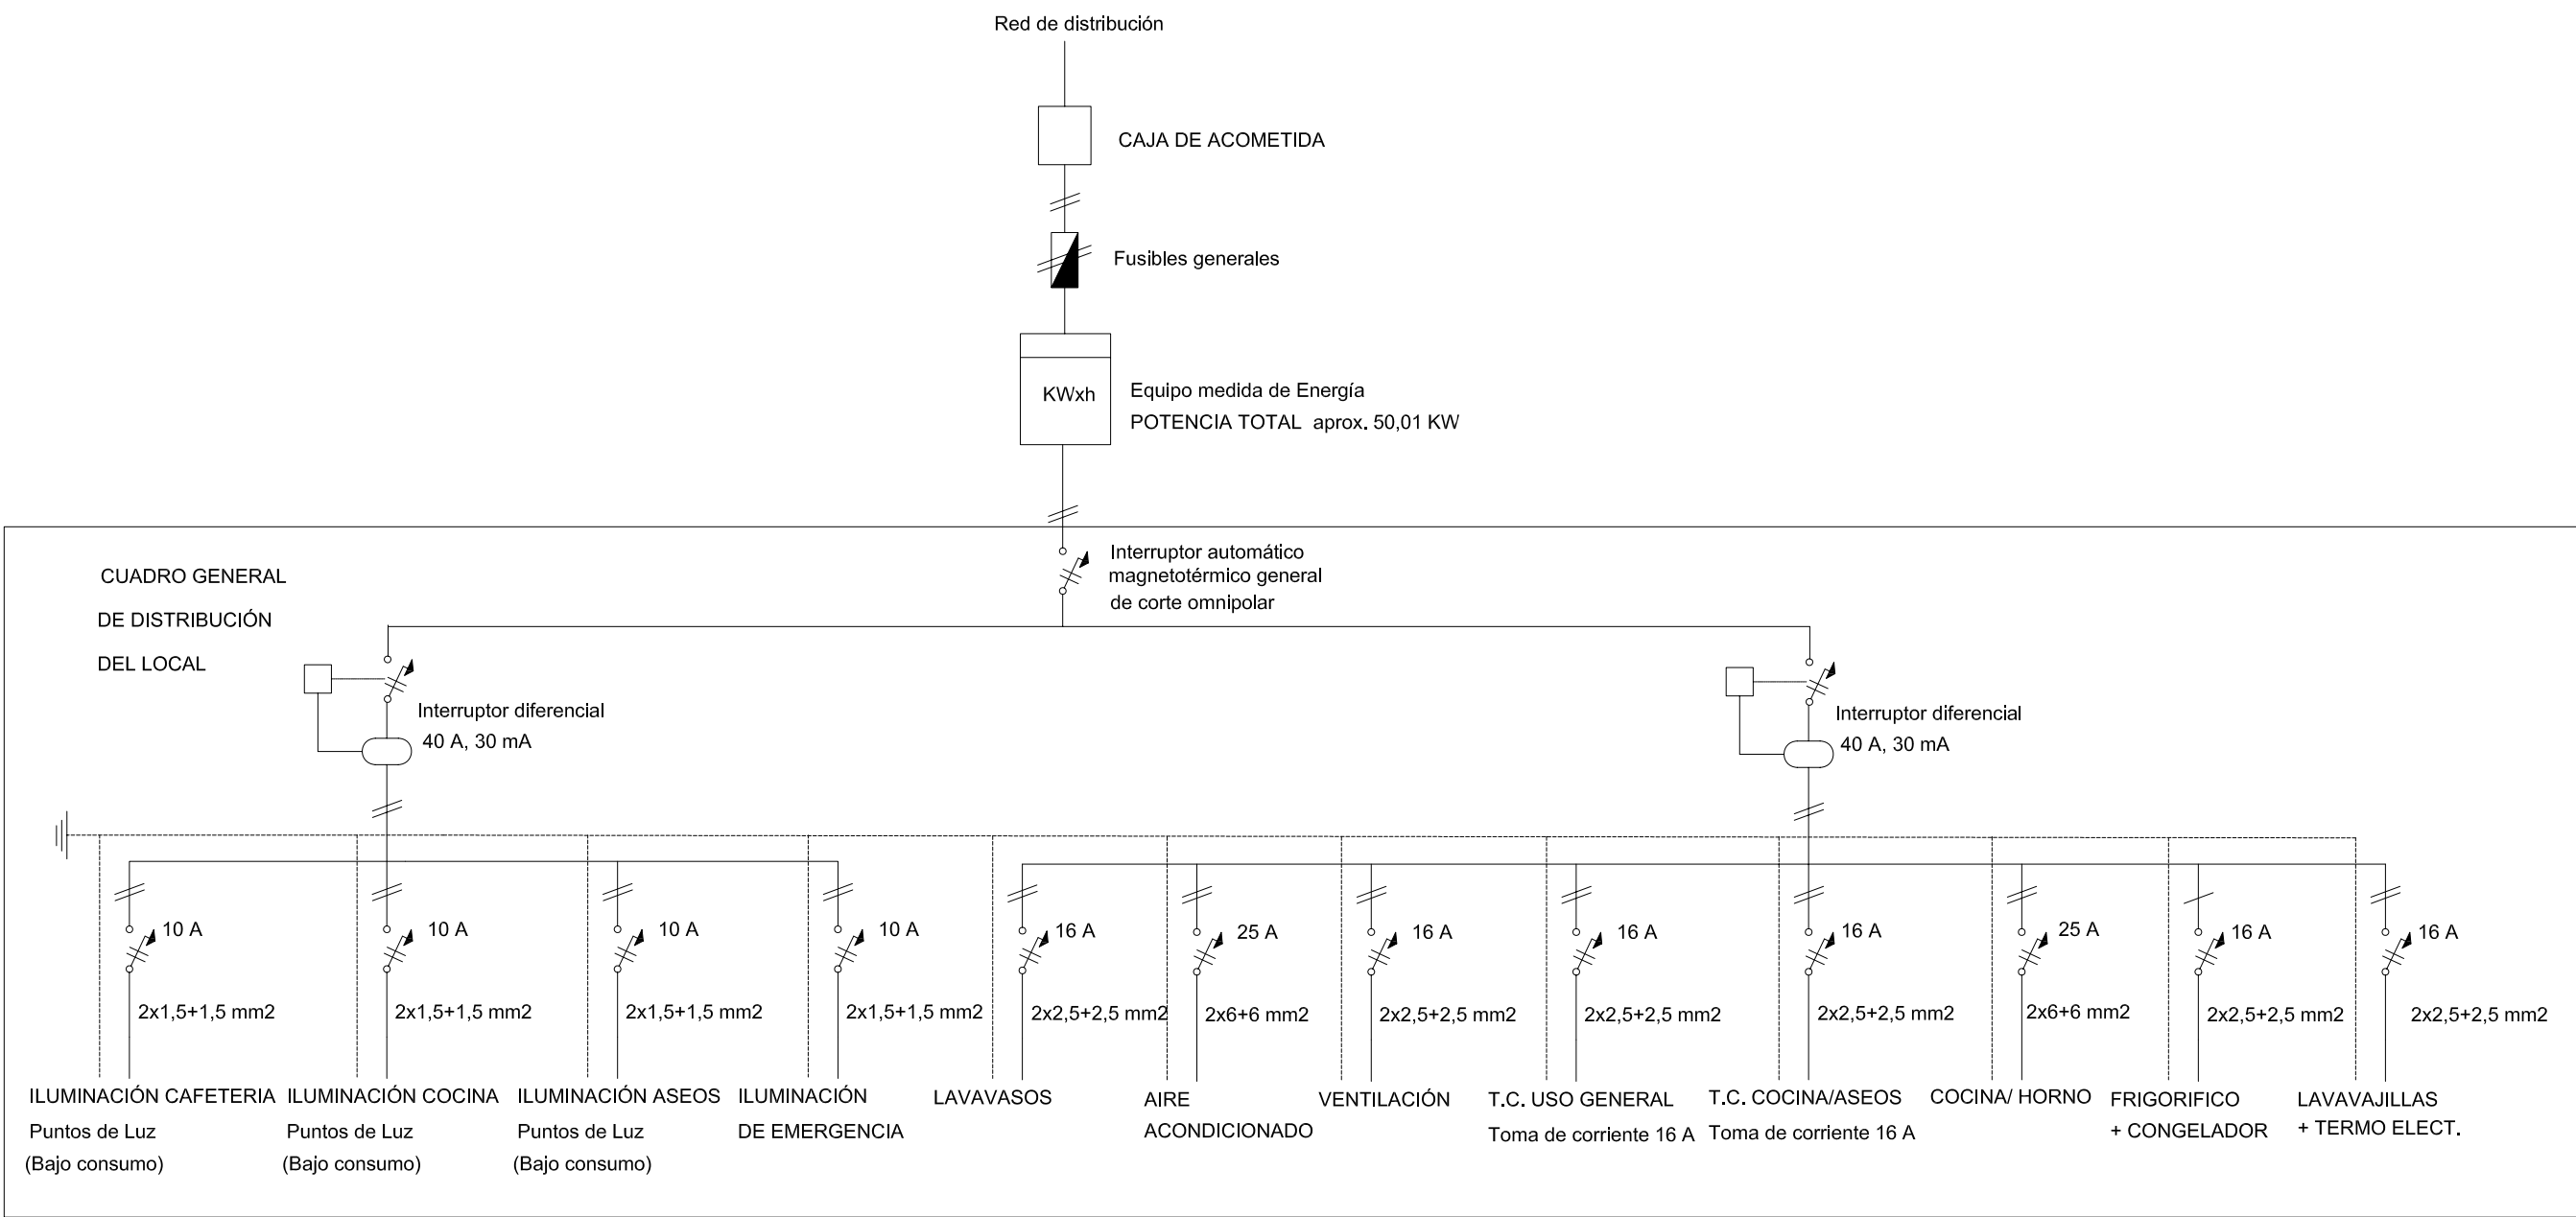 Red de distribución
CAJA DE ACOMETIDA
Fusibles generales
KWxh
Equipo medida de Energía
POTENCIA TOTAL aprox. 50,01 KW
CUADRO GENERAL
DE DISTRIBUCIÓN
DEL LOCAL
Interruptor automático
magnetotérmico general
de corte omnipolar
Interruptor diferencial
40 A, 30 mA
Interruptor diferencial
40 A, 30 mA
10 A
10 A
10 A
10 A
16 A
25 A
16 A
16 A
16 A
25 A
16 A
16 A
2x1,5+1,5 mm2
2x1,5+1,5 mm2
2x1,5+1,5 mm2
2x1,5+1,5 mm2
2x2,5+2,5 mm2
2x6+6 mm2
2x2,5+2,5 mm2
2x2,5+2,5 mm2
2x2,5+2,5 mm2
2x6+6 mm2
2x2,5+2,5 mm2
2x2,5+2,5 mm2
ILUMINACIÓN CAFETERIA
Puntos de Luz
(Bajo consumo)
ILUMINACIÓN COCINA
Puntos de Luz
(Bajo consumo)
ILUMINACIÓN ASEOS
Puntos de Luz
(Bajo consumo)
ILUMINACIÓN
DE EMERGENCIA
LAVAVASOS
AIRE
ACONDICIONADO
VENTILACIÓN
T.C. USO GENERAL
Toma de corriente 16 A
T.C. COCINA/ASEOS
Toma de corriente 16 A
COCINA/ HORNO
FRIGORIFICO
+ CONGELADOR
LAVAVAJILLAS
+ TERMO ELECT.